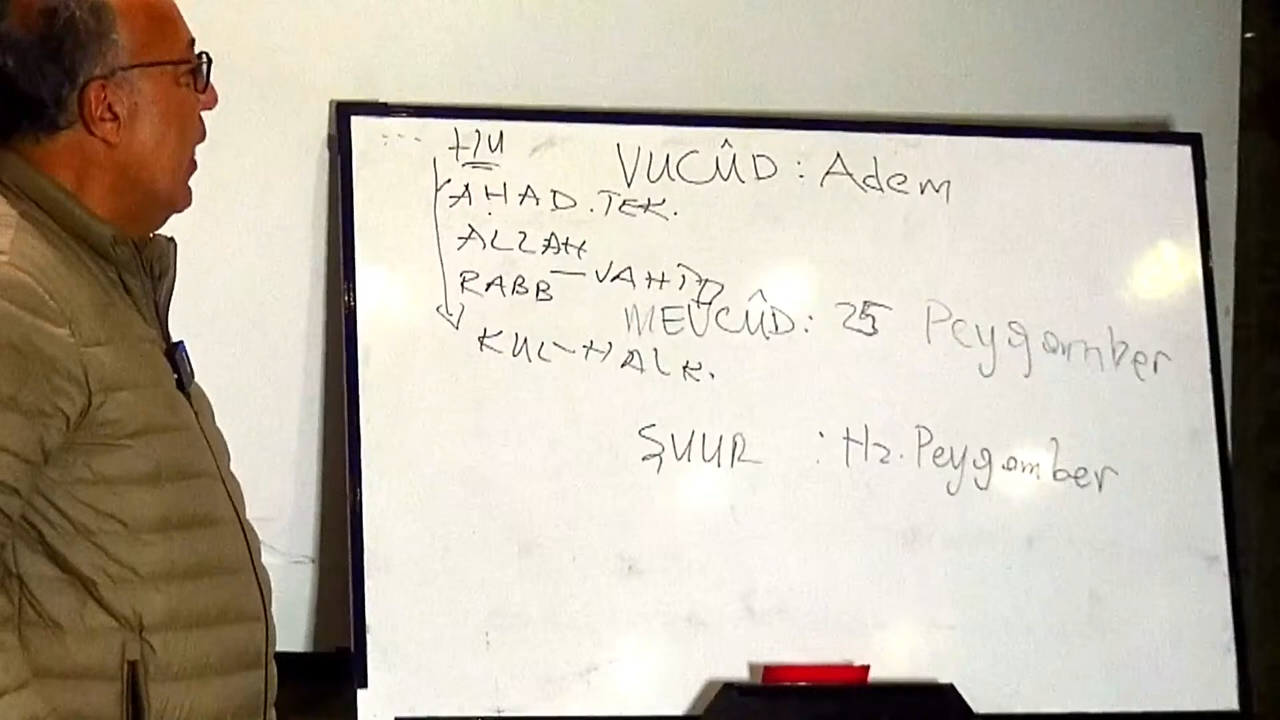 ... HU
AHAD.TEK.
ALLAH
RABB — VAHİD
KUL-HALK.
VUCÛD : Adem
MEVCÛD : 25 Peygamber
ŞUUR : Hz. Peygamber